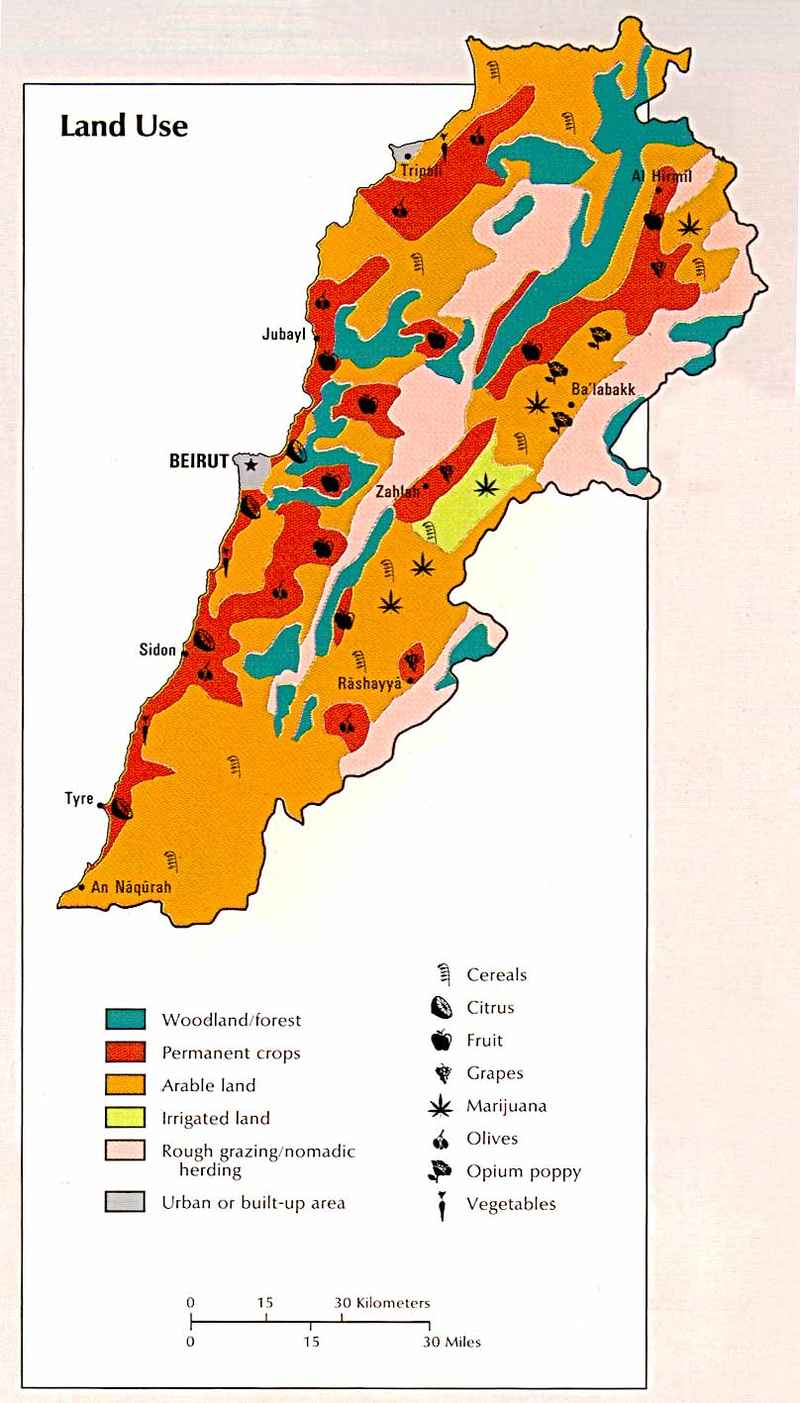 Land Use
Tripoli
Al Hirmil
Jubayl
Ba'labakk
BEIRUT
Zahlah
Sidon
Rāshayyā
Tyre
An Nāqūrah
Cereals
Citrus
Woodland/forest
Fruit
Permanent crops
Grapes
Arable land
Marijuana
Irrigated land
Olives
Rough grazing/nomadic
herding
Opium poppy
Urban or built-up area
Vegetables
0 15 30 Kilometers
0 15 30 Miles